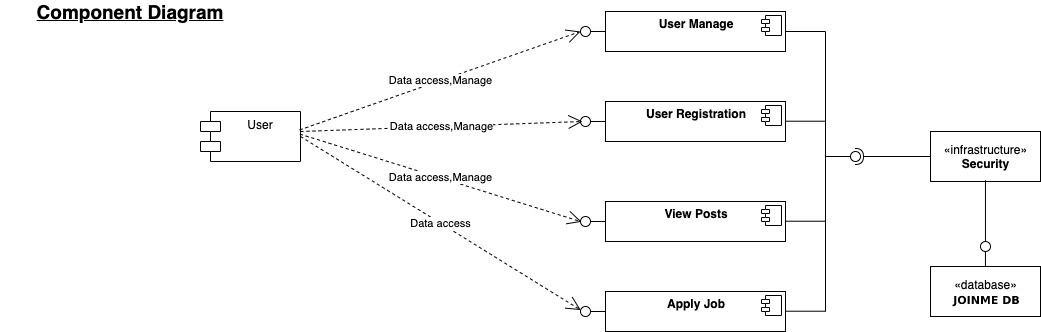 Component Diagram
User Manage
Data access,Manage
User Registration
User
Data access,Manage
«infrastructure»
Security
Data access,Manage
View Posts
Data access
«database»
JOINME DB
Apply Job